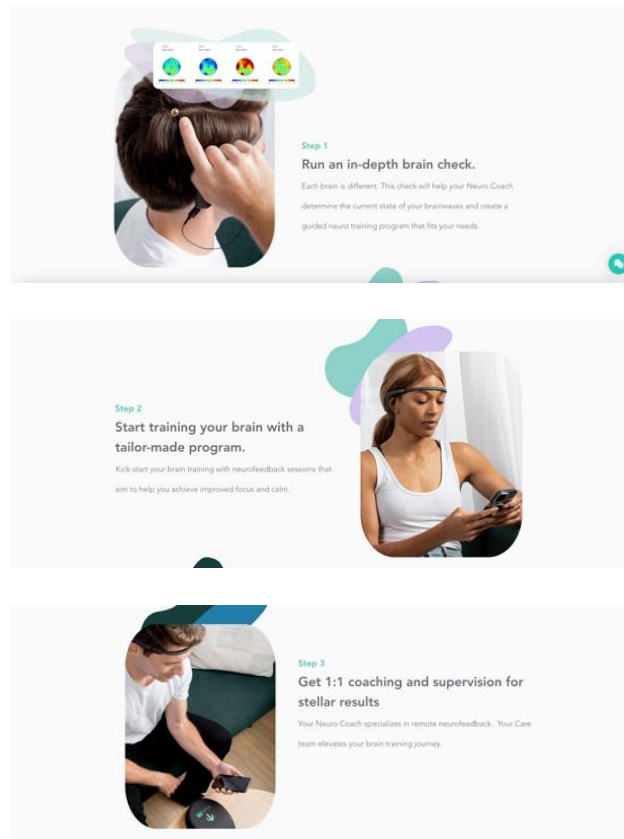 Step 1
Run an in-depth brain check.
Each brain is different. This check will help your Neuro Coach
determine the current state of your brainwaves and create a
guided neuro training program that fits your needs.
Step 2
Start training your brain with a
tailor-made program.
Kick-start your brain training with neurofeedback sessions that
aim to help you achieve improved focus and calm.
Step 3
Get 1:1 coaching and supervision for
stellar results
Your Neuro Coach specializes in remote neurofeedback. Your Care
team elevates your brain training journey.